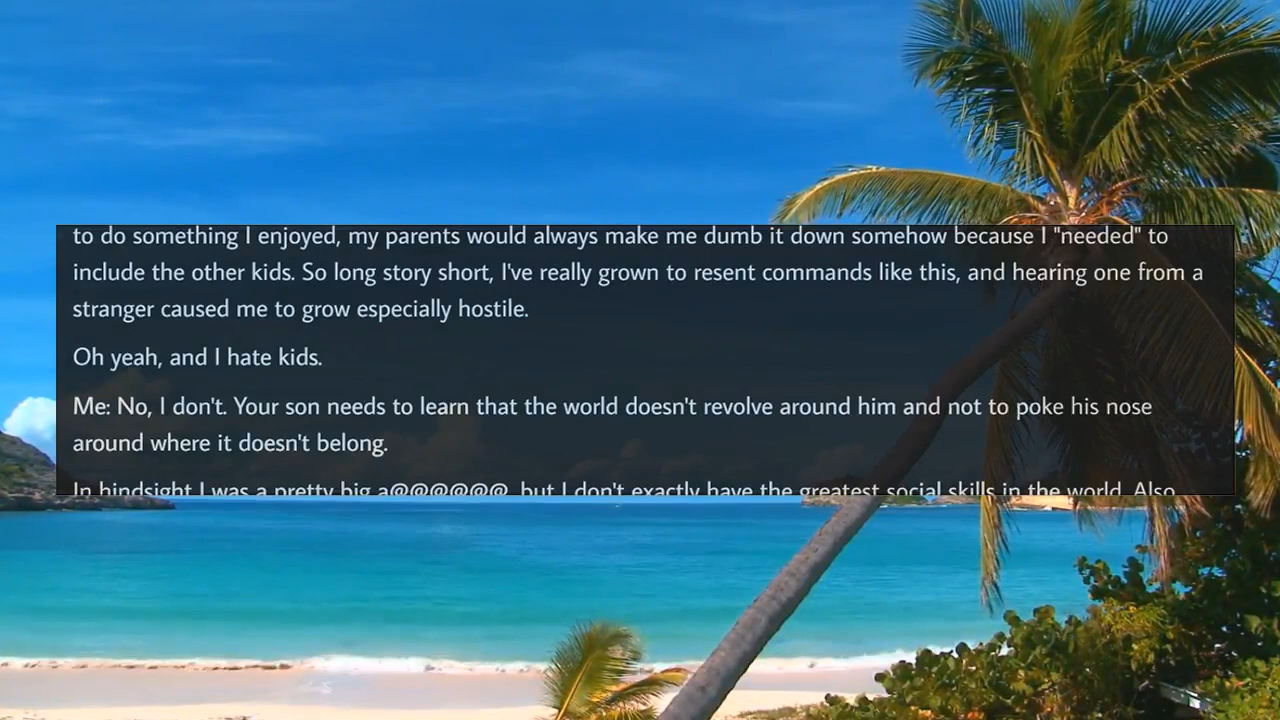 to do something I enjoyed, my parents would always make me dumb it down somehow because I "needed" to
include the other kids. So long story short, I've really grown to resent commands like this, and hearing one from a
stranger caused me to grow especially hostile.
Oh yeah, and I hate kids.
Me: No, I don't. Your son needs to learn that the world doesn't revolve around him and not to poke his nose
around where it doesn't belong.
In hindsight I was a pretty big a@@@@@@, but I don't exactly have the greatest social skills in the world. Also